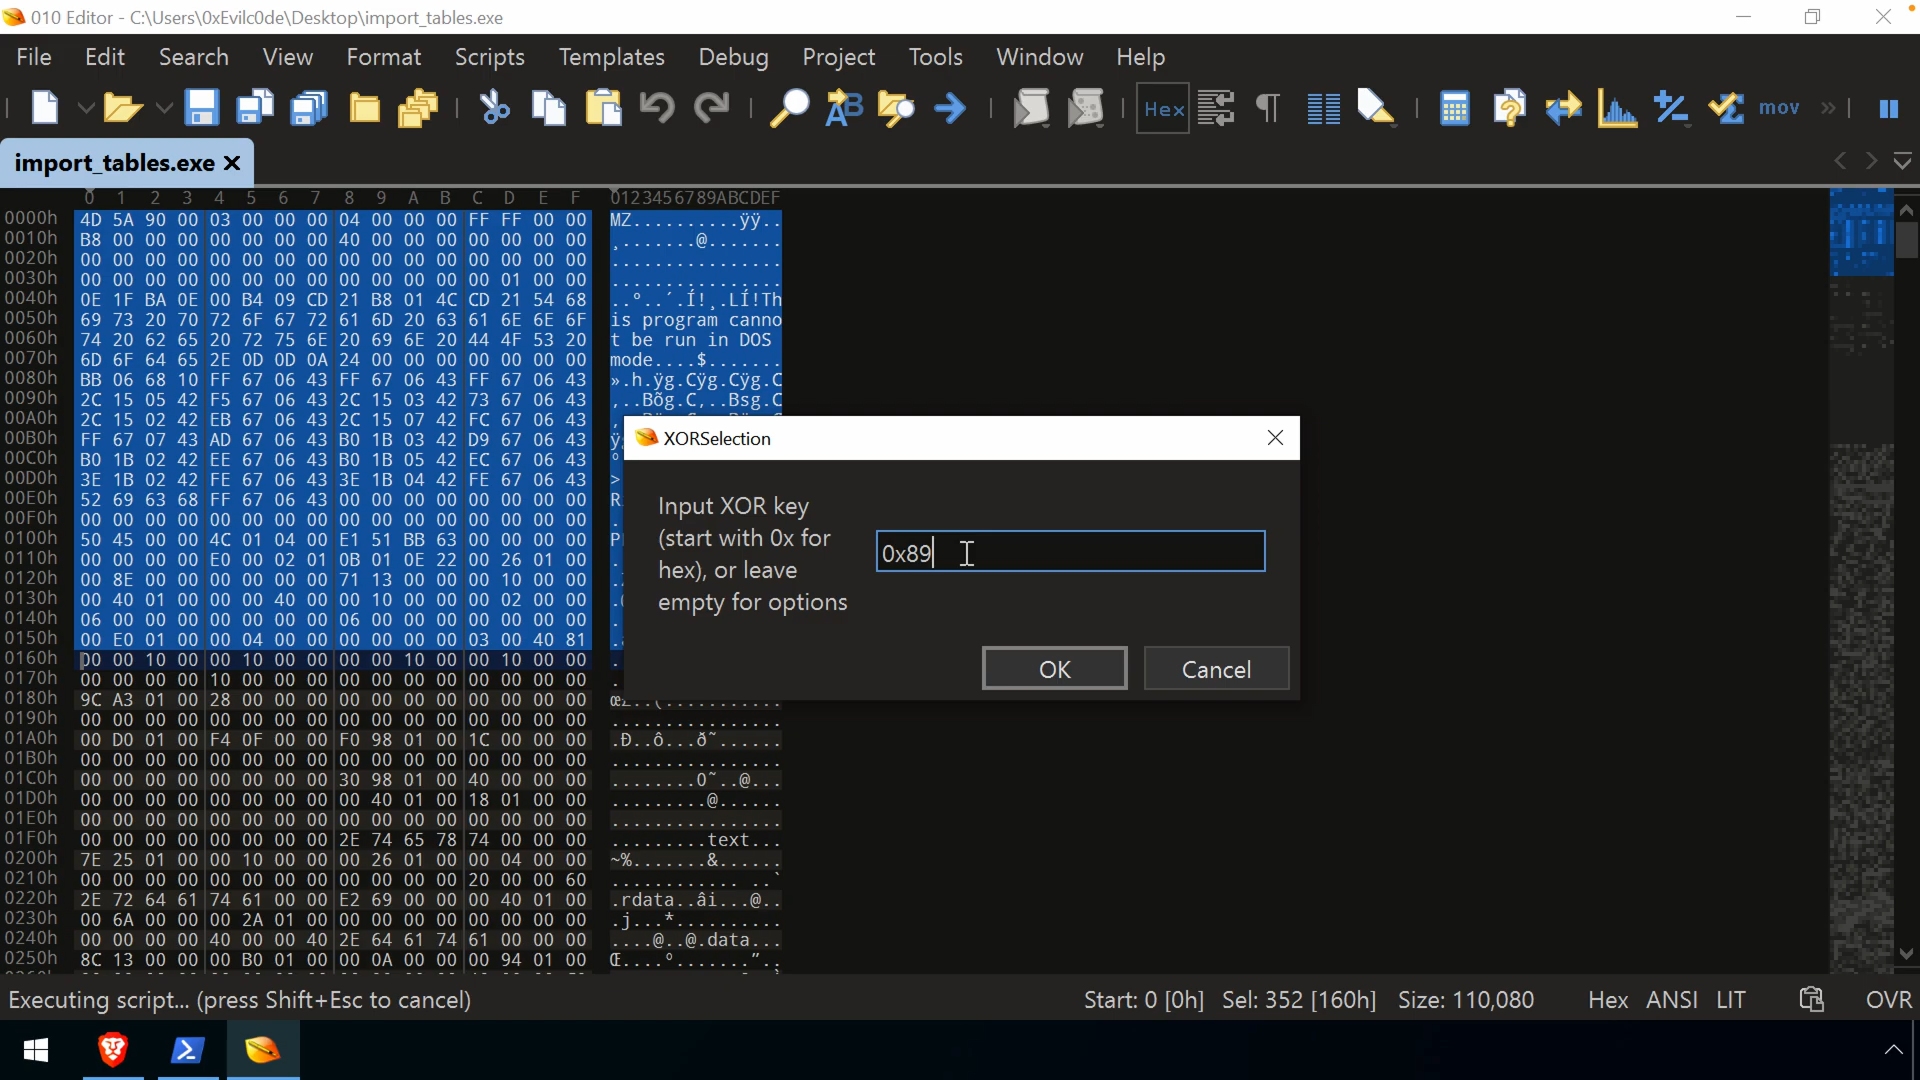 010 Editor - C:\Users\0xEvilc0de\Desktop\import_tables.exe
File Edit Search View Format Scripts Templates Debug Project Tools Window Help
Hex mov »
import_tables.exe
0 1 2 3 4 5 6 7 8 9 A B C D E F 0123456789ABCDEF
0000h 4D 5A 90 00 03 00 00 00 04 00 00 00 FF FF 00 00 MZ..........ÿÿ..
0010h B8 00 00 00 00 00 00 00 40 00 00 00 00 00 00 00 ¸.......@.......
0020h 00 00 00 00 00 00 00 00 00 00 00 00 00 00 00 00 ................
0030h 00 00 00 00 00 00 00 00 00 00 00 00 00 01 00 00 ................
0040h 0E 1F BA 0E 00 B4 09 CD 21 B8 01 4C CD 21 54 68 ..º..´.Í!¸.LÍ!Th
0050h 69 73 20 70 72 6F 67 72 61 6D 20 63 61 6E 6E 6F is program canno
0060h 74 20 62 65 20 72 75 6E 20 69 6E 20 44 4F 53 20 t be run in DOS
0070h 6D 6F 64 65 2E 0D 0D 0A 24 00 00 00 00 00 00 00 mode....$.......
0080h BB 06 68 10 FF 67 06 43 FF 67 06 43 FF 67 06 43 ».h.ÿg.Cÿg.Cÿg.C
0090h 2C 15 05 42 F5 67 06 43 2C 15 03 42 73 67 06 43 ,..Bõg.C,..Bsg.C
00A0h 2C 15 02 42 EB 67 06 43 2C 15 07 42 FC 67 06 43
00B0h FF 67 07 43 AD 67 06 43 B0 1B 03 42 D9 67 06 43
00C0h B0 1B 02 42 EE 67 06 43 B0 1B 05 42 EC 67 06 43
00D0h 3E 1B 02 42 FE 67 06 43 3E 1B 04 42 FE 67 06 43 >
00E0h 52 69 63 68 FF 67 06 43 00 00 00 00 00 00 00 00 R
00F0h 00 00 00 00 00 00 00 00 00 00 00 00 00 00 00 00 .
0100h 50 45 00 00 4C 01 04 00 E1 51 BB 63 00 00 00 00 P
0110h 00 00 00 00 E0 00 02 01 0B 01 0E 22 00 26 01 00 .
0120h 00 8E 00 00 00 00 00 00 71 13 00 00 00 10 00 00 .
0130h 00 40 01 00 00 00 40 00 00 10 00 00 00 02 00 00 .
0140h 06 00 00 00 00 00 00 00 06 00 00 00 00 00 00 00 .
0150h 00 E0 01 00 00 04 00 00 00 00 00 00 03 00 40 81 .
0160h 00 00 10 00 00 10 00 00 00 00 10 00 00 10 00 00 .
0170h 00 00 00 00 10 00 00 00 00 00 00 00 00 00 00 00 .
0180h 9C A3 01 00 28 00 00 00 00 00 00 00 00 00 00 00
0190h 00 00 00 00 00 00 00 00 00 00 00 00 00 00 00 00 ................
01A0h 00 D0 01 00 F4 0F 00 00 F0 98 01 00 1C 00 00 00 .Ð..ô...ð˜......
01B0h 00 00 00 00 00 00 00 00 00 00 00 00 00 00 00 00 ................
01C0h 00 00 00 00 00 00 00 00 30 98 01 00 40 00 00 00 ........0˜..@...
01D0h 00 00 00 00 00 00 00 00 00 40 01 00 18 01 00 00 .........@......
01E0h 00 00 00 00 00 00 00 00 00 00 00 00 00 00 00 00 ................
01F0h 00 00 00 00 00 00 00 00 2E 74 65 78 74 00 00 00 .........text...
0200h 7E 25 01 00 00 10 00 00 00 26 01 00 00 04 00 00 ~%.......&......
0210h 00 00 00 00 00 00 00 00 00 00 00 00 20 00 00 60 ............ ..`
0220h 2E 72 64 61 74 61 00 00 E2 69 00 00 00 40 01 00 .rdata..âi...@..
0230h 00 6A 00 00 00 2A 01 00 00 00 00 00 00 00 00 00 .j...*..........
0240h 00 00 00 00 40 00 00 40 2E 64 61 74 61 00 00 00 ....@..@.data...
0250h 8C 13 00 00 00 B0 01 00 00 0A 00 00 00 94 01 00 Œ....°.......”..
XORSelection
Input XOR key
(start with 0x for
hex), or leave
empty for options
0x89
OK Cancel
Executing script... (press Shift+Esc to cancel) Start: 0 [0h] Sel: 352 [160h] Size: 110,080 Hex ANSI LIT OVR